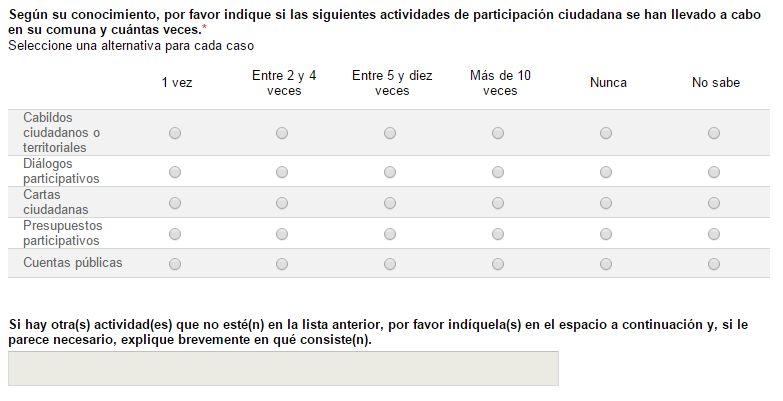 Según su conocimiento, por favor indique si las siguientes actividades de participación ciudadana se han llevado a cabo
en su comuna y cuántas veces.*
Seleccione una alternativa para cada caso
1 vez
Entre 2 y 4
veces
Entre 5 y diez
veces
Más de 10
veces
Nunca
No sabe
Cabildos
ciudadanos o
territoriales
Diálogos
participativos
Cartas
ciudadanas
Presupuestos
participativos
Cuentas públicas
Si hay otra(s) actividad(es) que no esté(n) en la lista anterior, por favor indíquela(s) en el espacio a continuación y, si le
parece necesario, explique brevemente en qué consiste(n).